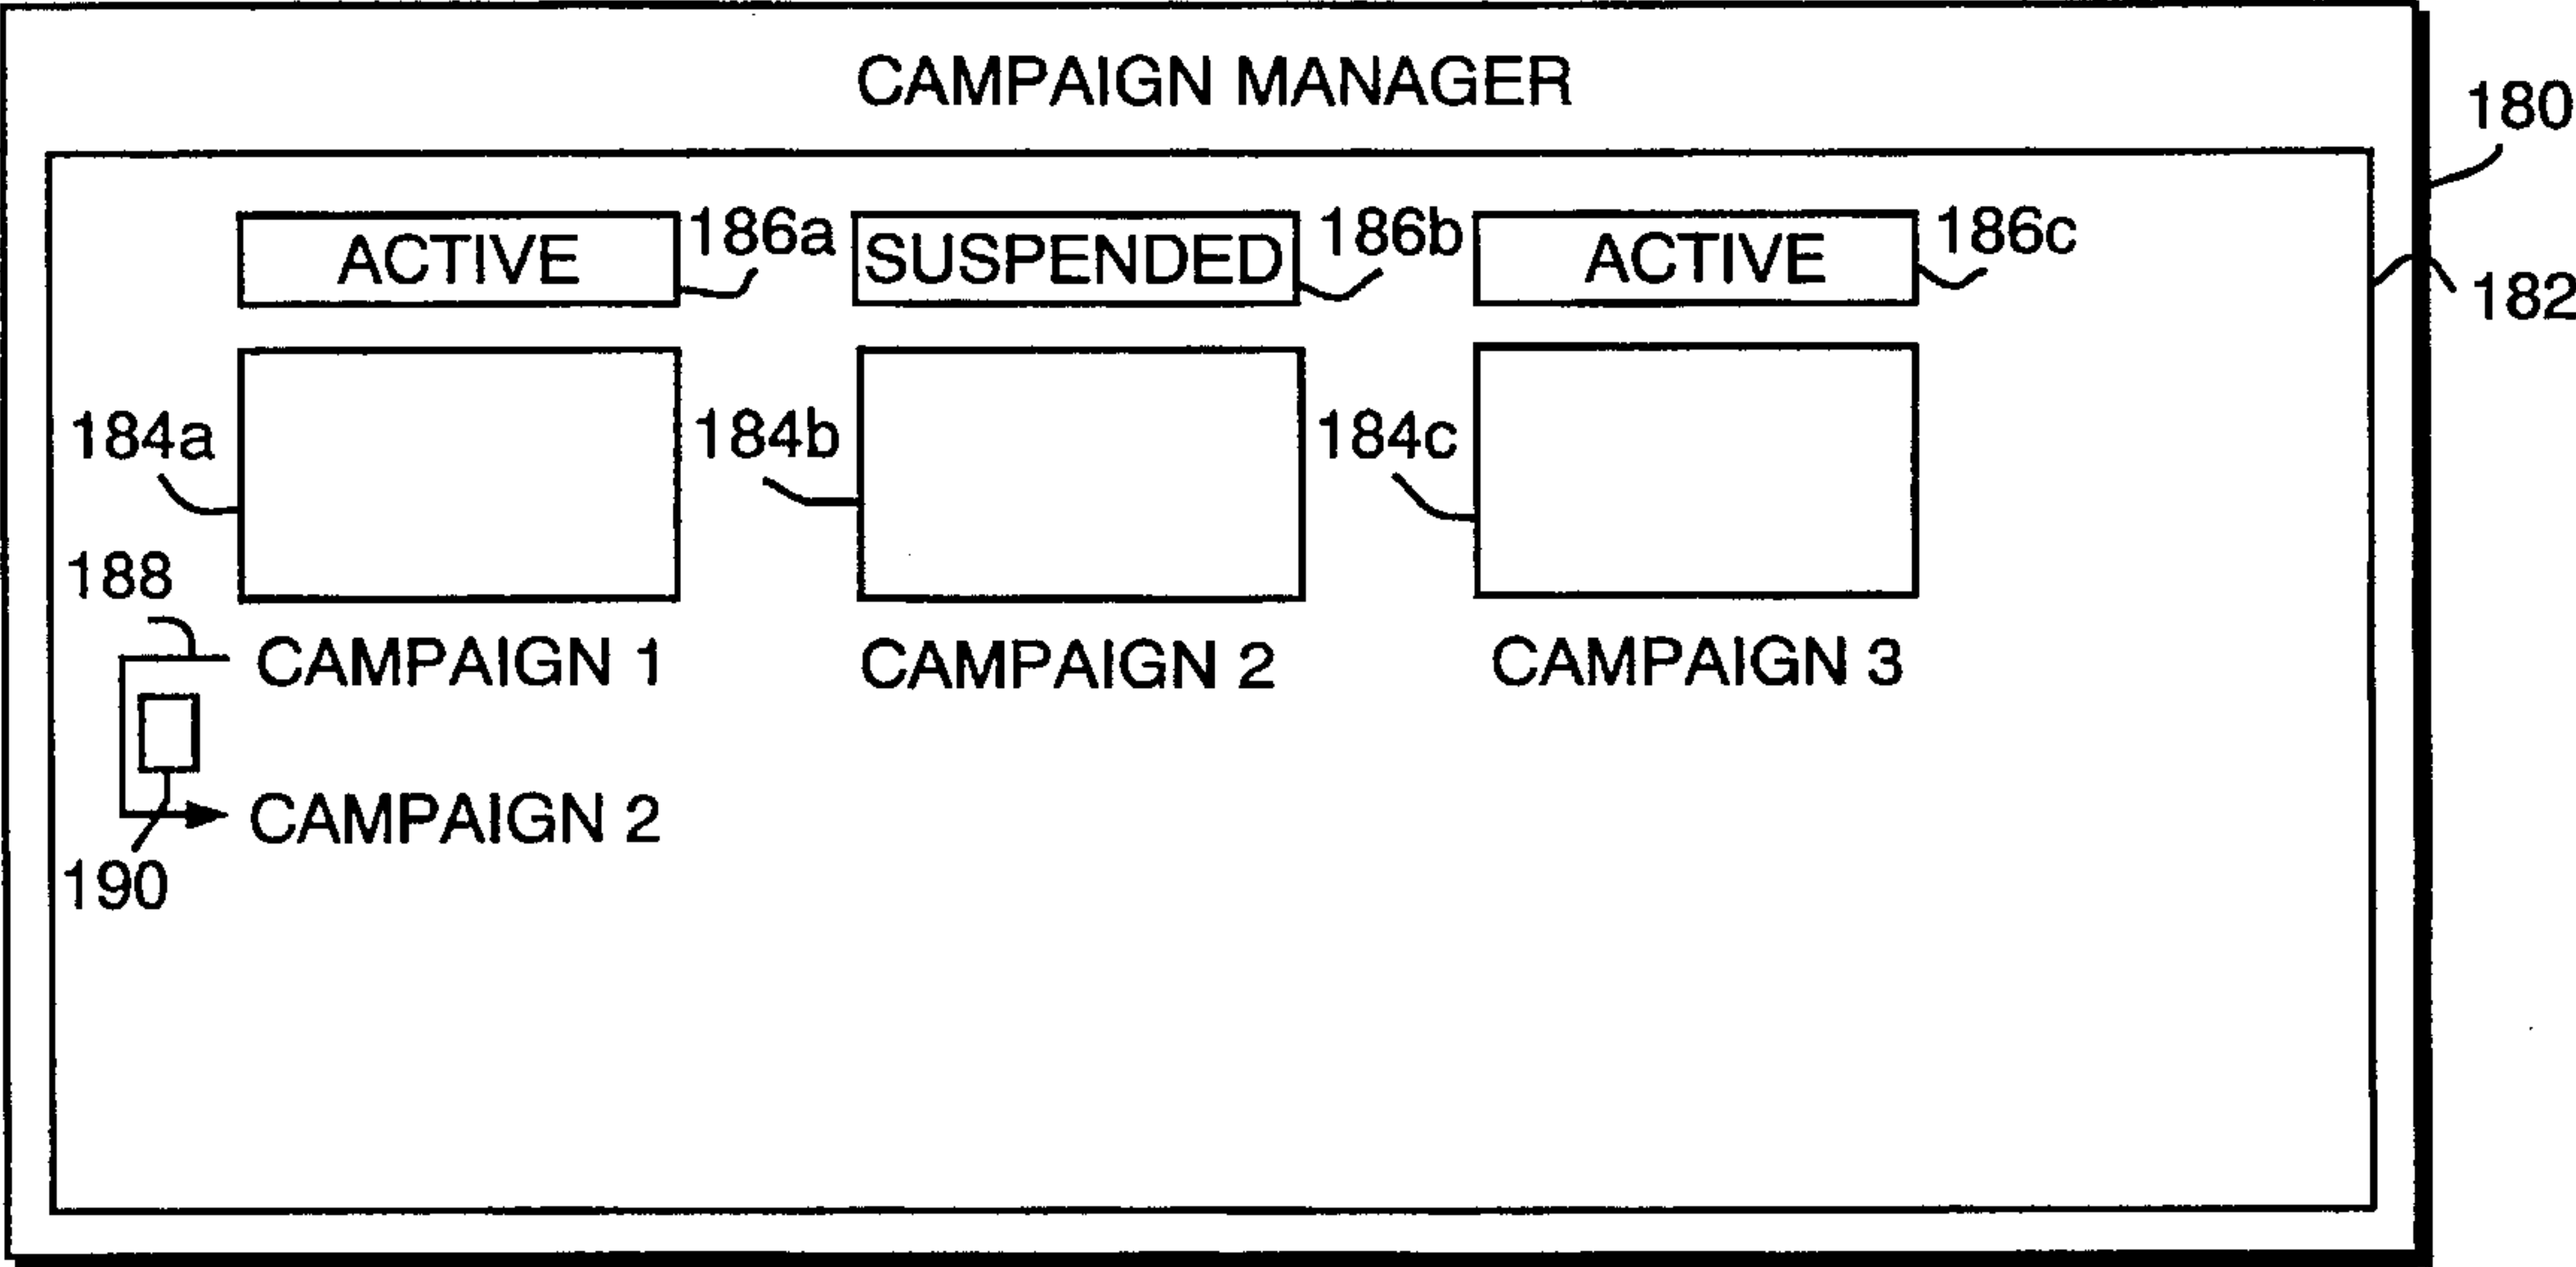 CAMPAIGN MANAGER
180
ACTIVE 186a SUSPENDED 186b ACTIVE 186c
182
184a 184b 184c
188
CAMPAIGN 1 CAMPAIGN 2 CAMPAIGN 3
CAMPAIGN 2
190